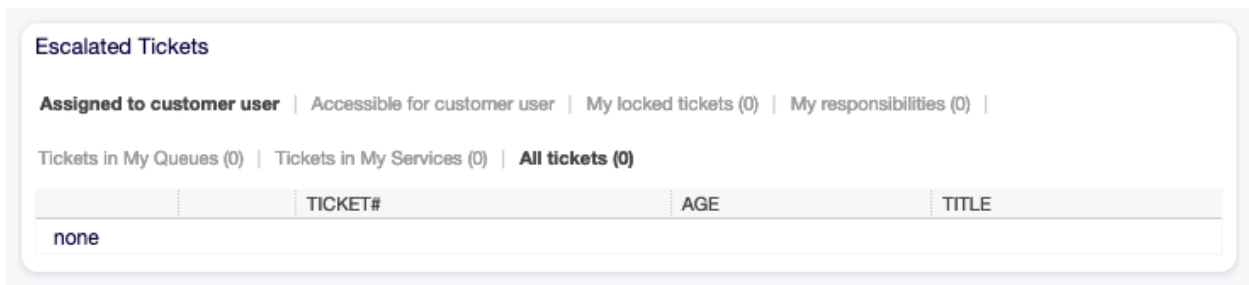 Escalated Tickets
Assigned to customer user | Accessible for customer user | My locked tickets (0) | My responsibilities (0) |
Tickets in My Queues (0) | Tickets in My Services (0) | All tickets (0)
TICKET# AGE TITLE
none